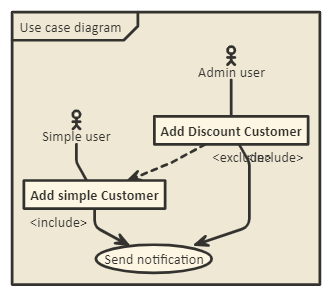 Use case diagram
Admin user
Simple user
Add Discount Customer
<exclude>
<include>
Add simple Customer
<include>
Send notification